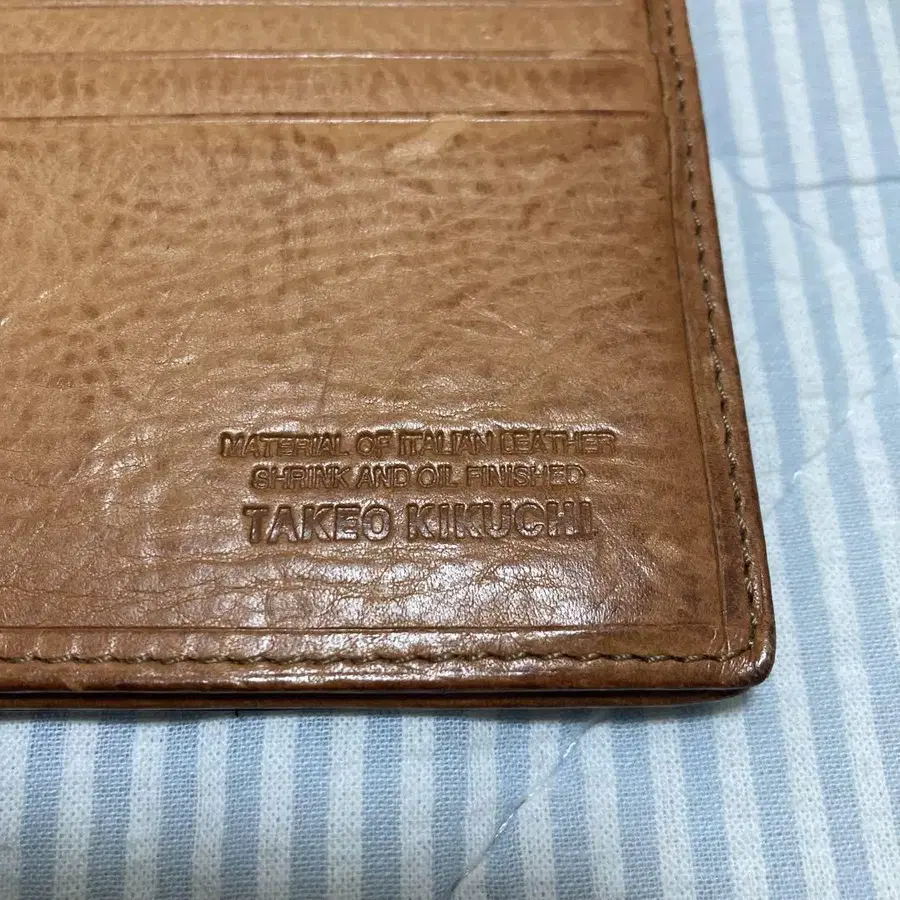 MATERIAL OF ITALIAN LEATHER
SHRINK AND OIL FINISHED
TAKEO KIKUCHI